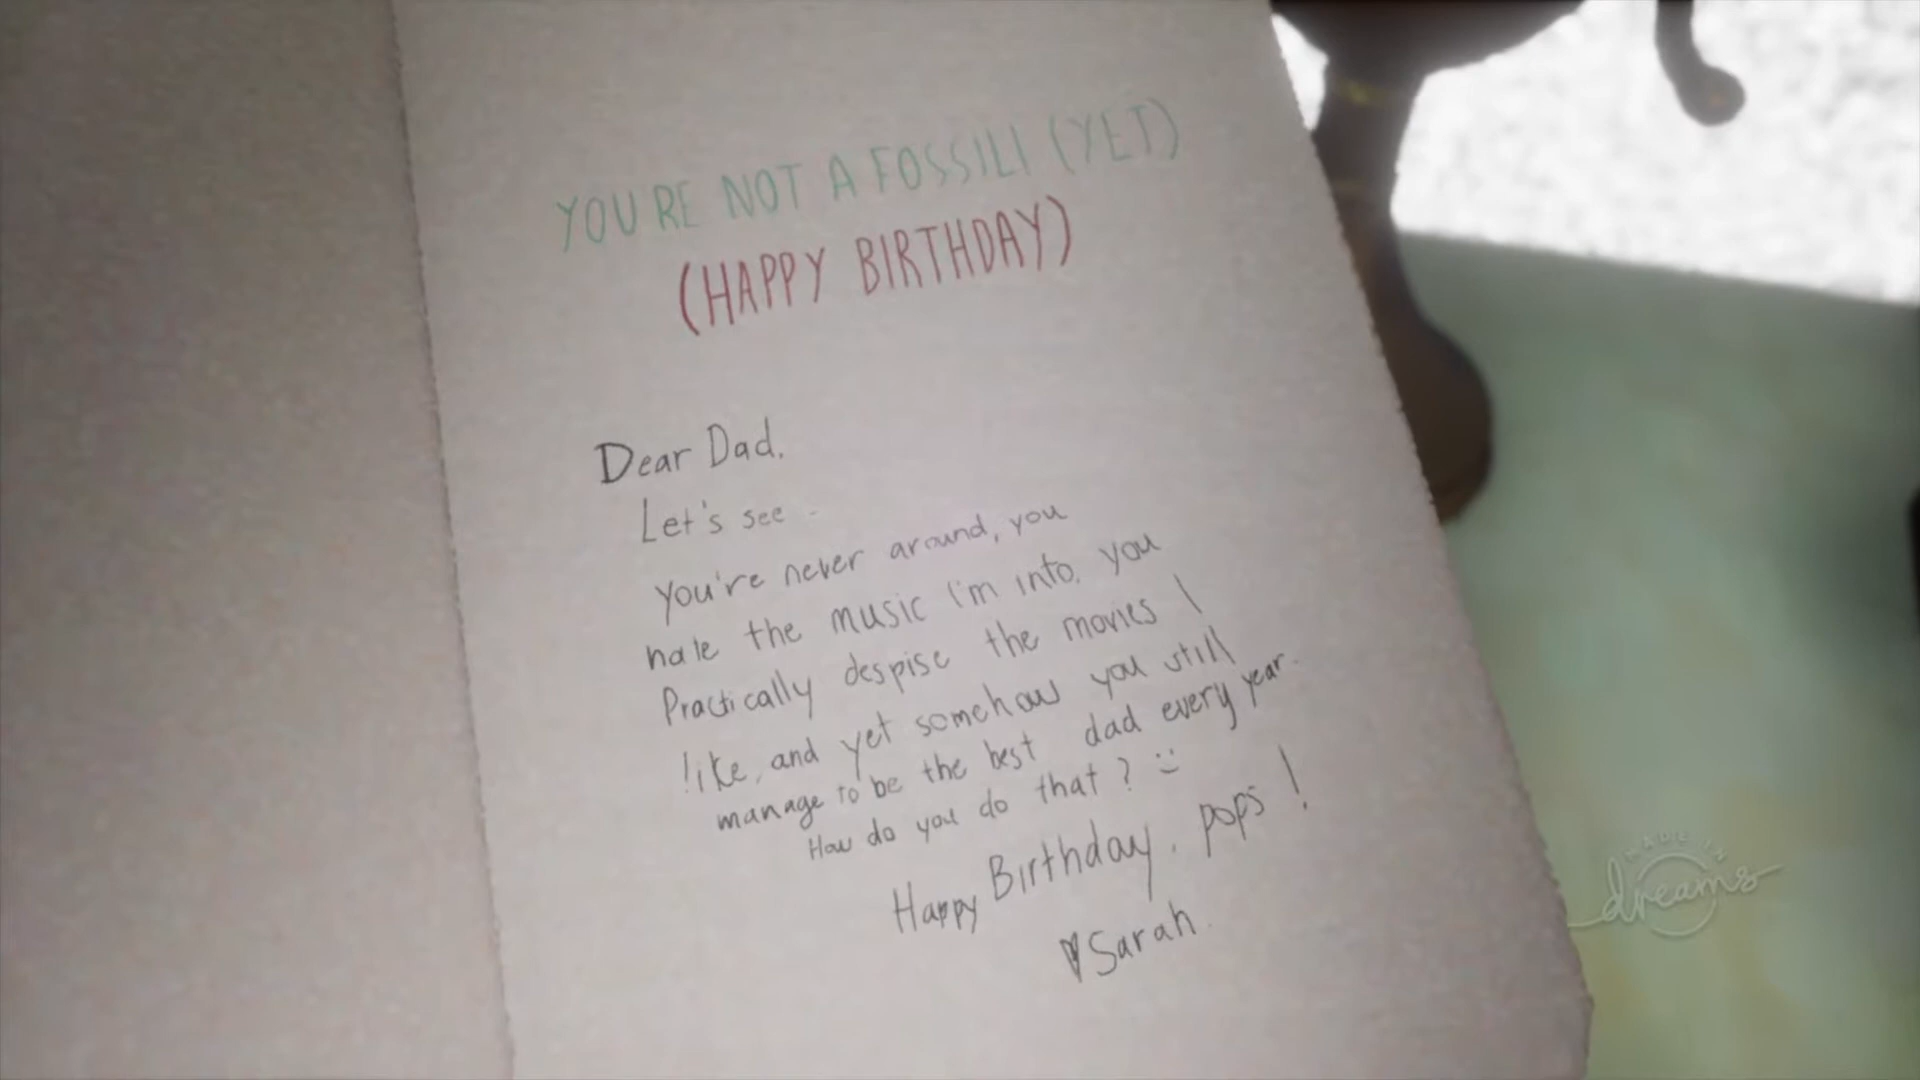 YOU'RE NOT A FOSSIL! (YET)
(HAPPY BIRTHDAY)
Dear Dad,
Let's see -
you're never around, you
hate the music I'm into, you
Practically despise the movies I
like, and yet somehow you still
manage to be the best dad every year.
How do you do that? :)
Happy Birthday, pops!
♥Sarah.
MADE IN
dreams